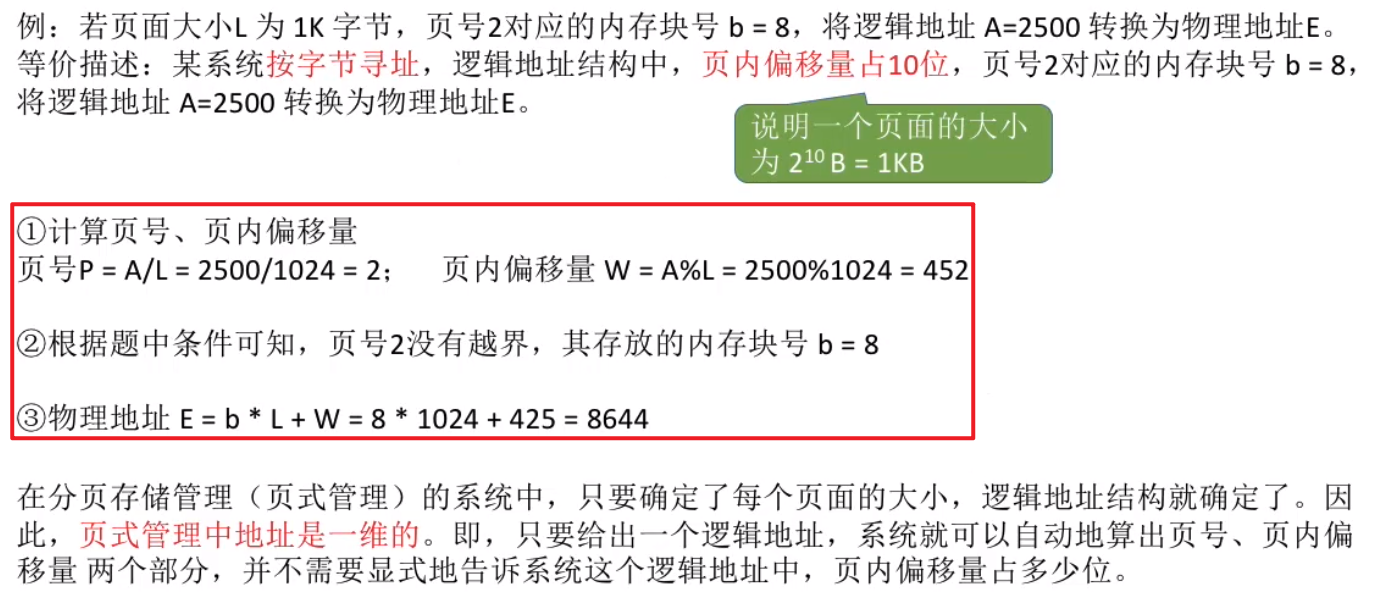 例：若页面大小L 为 1K 字节，页号2对应的内存块号 b = 8，将逻辑地址 A=2500 转换为物理地址E。
等价描述：某系统按字节寻址，逻辑地址结构中，页内偏移量占10位，页号2对应的内存块号 b = 8，
将逻辑地址 A=2500 转换为物理地址E。
说明一个页面的大小
为 2¹⁰ B = 1KB
①计算页号、页内偏移量
页号P = A/L = 2500/1024 = 2； 页内偏移量 W = A%L = 2500%1024 = 452
②根据题中条件可知，页号2没有越界，其存放的内存块号 b = 8
③物理地址 E = b * L + W = 8 * 1024 + 425 = 8644
在分页存储管理（页式管理）的系统中，只要确定了每个页面的大小，逻辑地址结构就确定了。因
此，页式管理中地址是一维的。即，只要给出一个逻辑地址，系统就可以自动地算出页号、页内偏
移量 两个部分，并不需要显式地告诉系统这个逻辑地址中，页内偏移量占多少位。